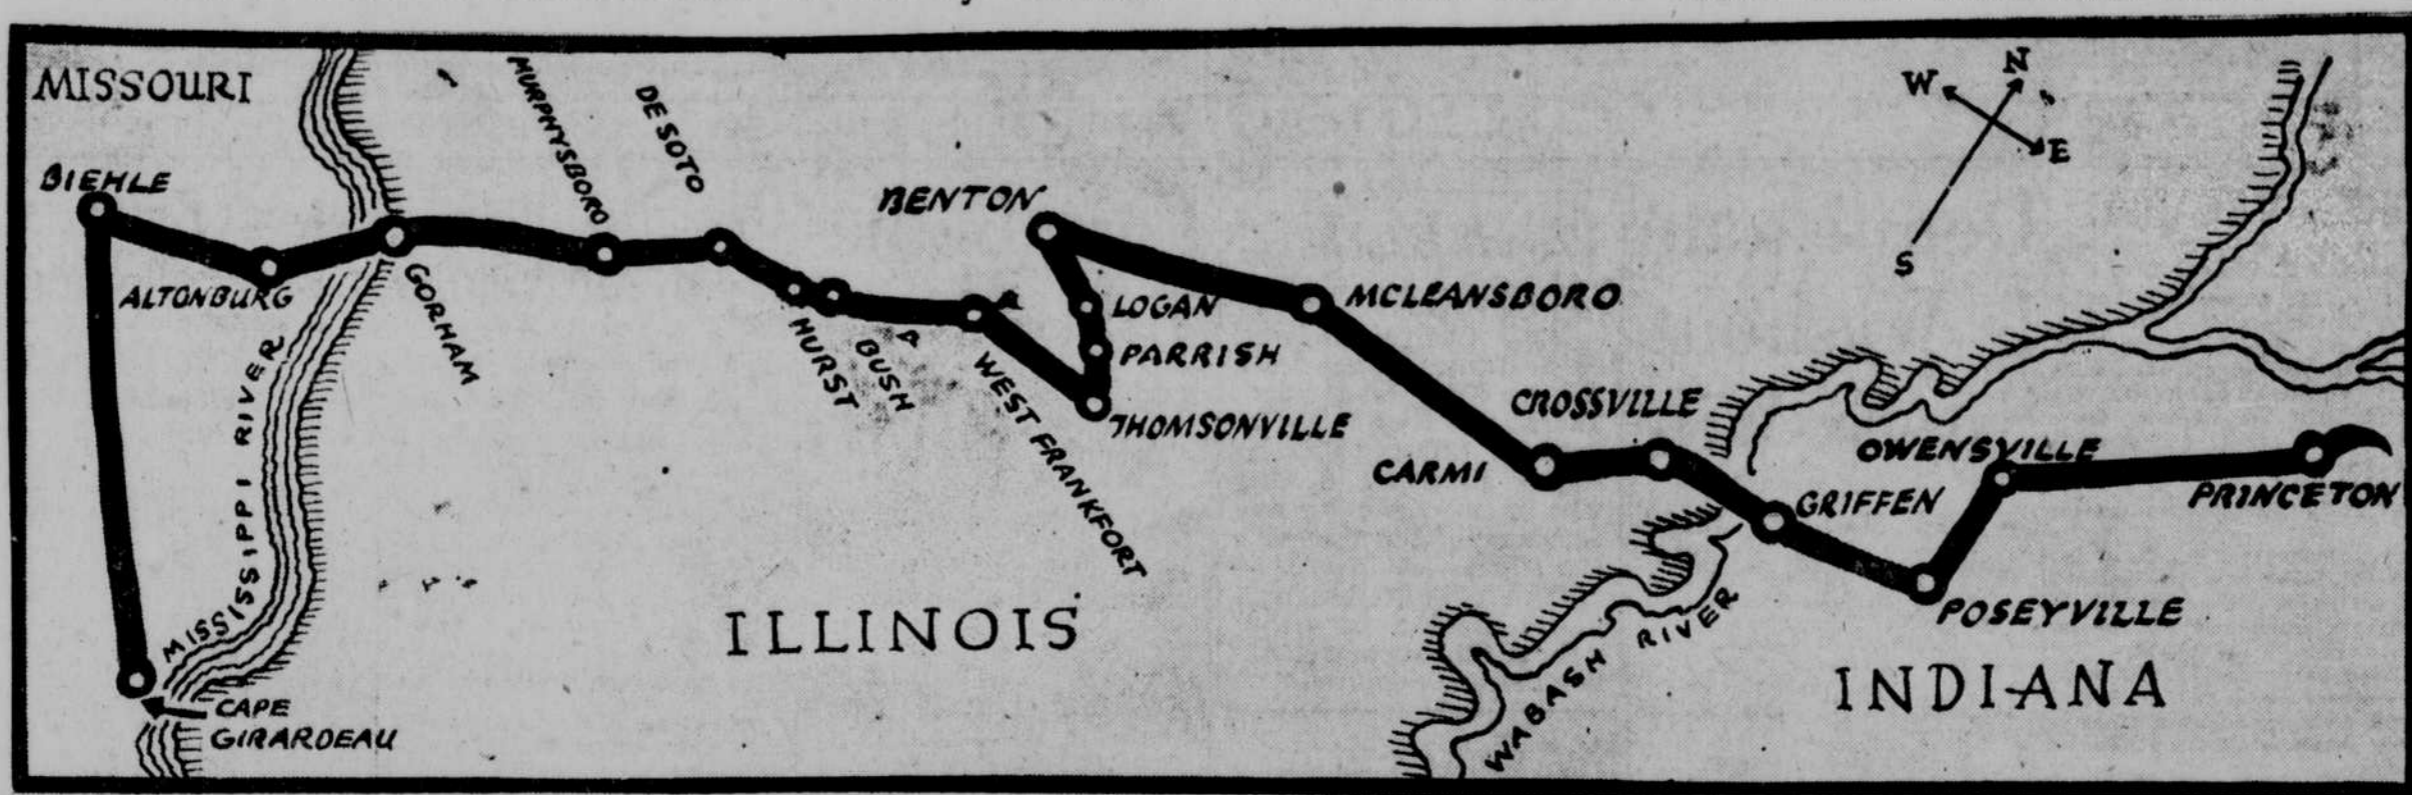 MISSOURI
BIEHLE
ALTONBURG
MISSISSIPPI RIVER
CAPE
GIRARDEAU
GORHAM
MURPHYSBORO
DE SOTO
HURST
BUSH
WEST FRANKFORT
BENTON
LOGAN
PARRISH
THOMSONVILLE
MCLEANSBORO
ILLINOIS
CARMI
CROSSVILLE
GRIFFEN
OWENSVILLE
PRINCETON
POSEYVILLE
WABASH RIVER
INDIANA
N
W
E
S